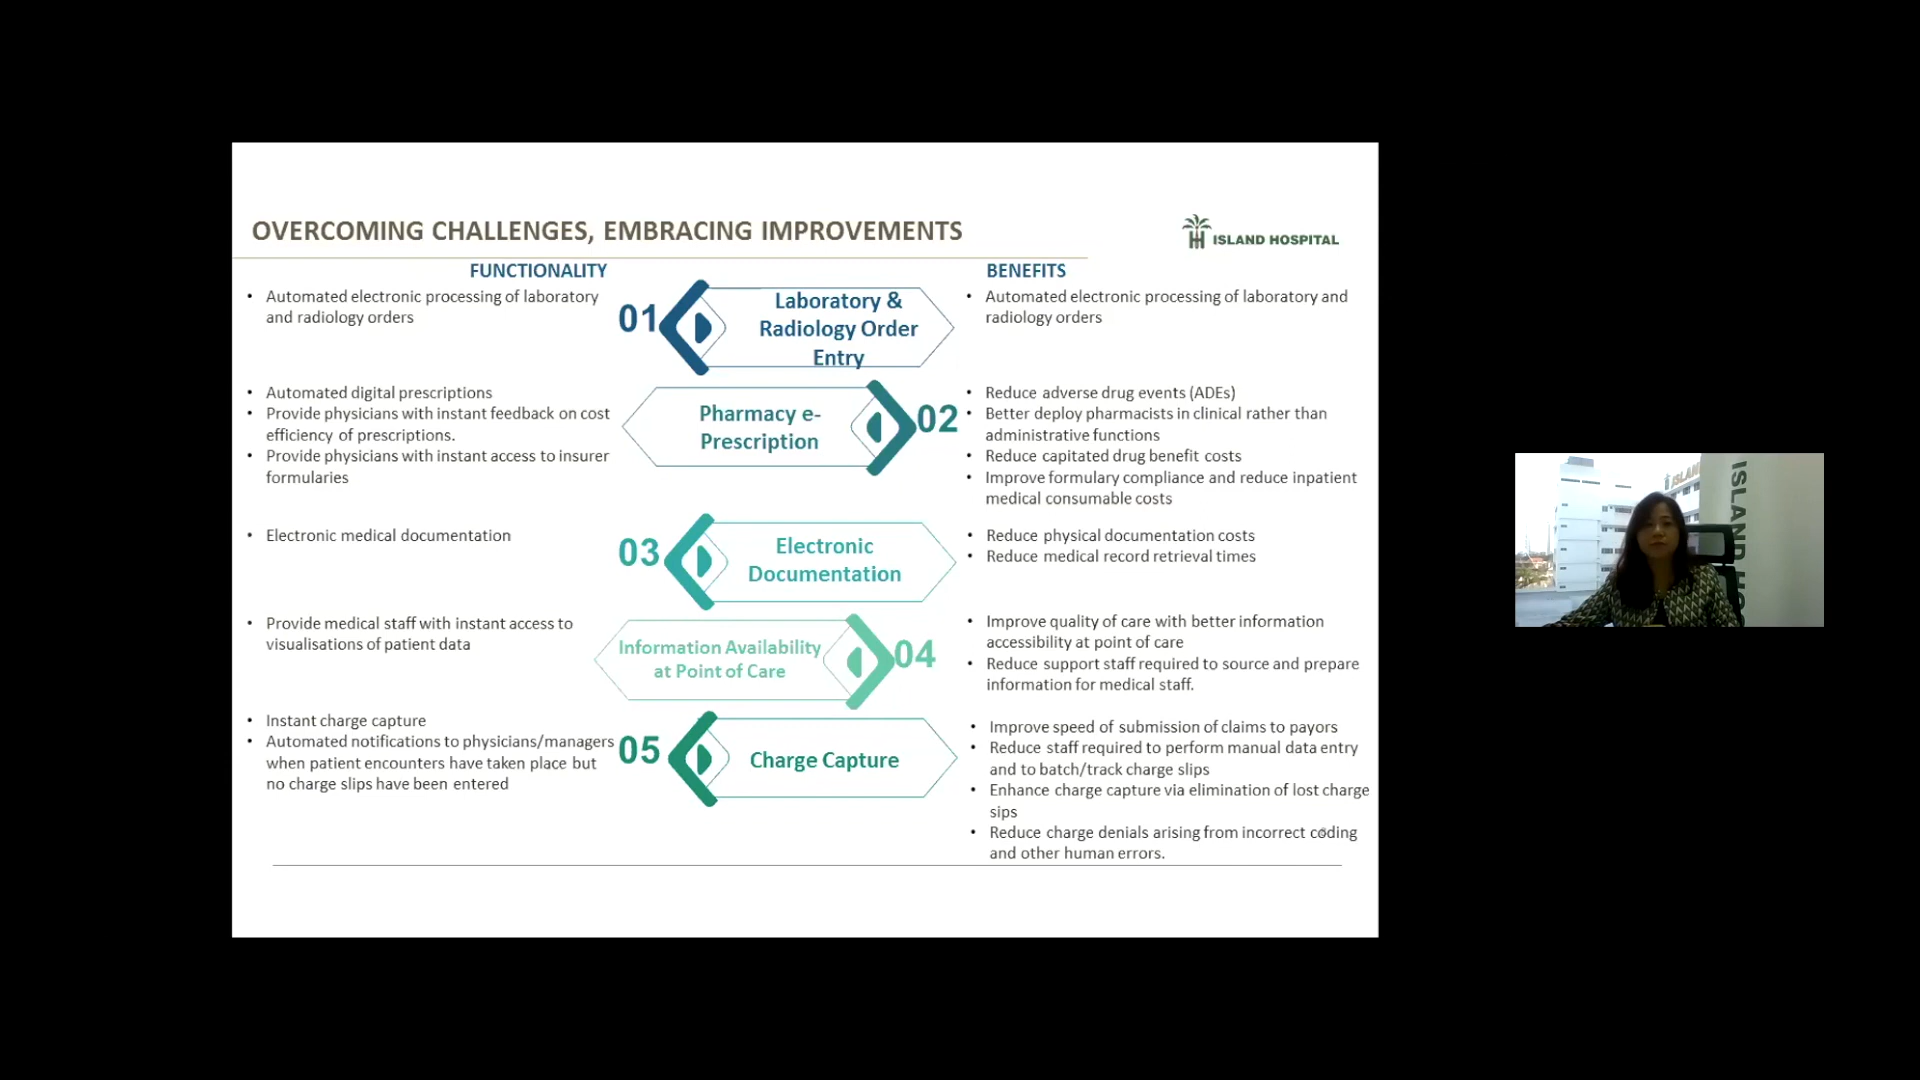 OVERCOMING CHALLENGES, EMBRACING IMPROVEMENTS
ISLAND HOSPITAL
FUNCTIONALITY
BENEFITS
• Automated electronic processing of laboratory
and radiology orders
01
Laboratory &
Radiology Order
Entry
• Automated electronic processing of laboratory and
radiology orders
• Automated digital prescriptions
• Provide physicians with instant feedback on cost
efficiency of prescriptions.
• Provide physicians with instant access to insurer
formularies
Pharmacy e-
Prescription
02
• Reduce adverse drug events (ADEs)
• Better deploy pharmacists in clinical rather than
administrative functions
• Reduce capitated drug benefit costs
• Improve formulary compliance and reduce inpatient
medical consumable costs
• Electronic medical documentation
03
Electronic
Documentation
• Reduce physical documentation costs
• Reduce medical record retrieval times
• Provide medical staff with instant access to
visualisations of patient data
Information Availability
at Point of Care
04
• Improve quality of care with better information
accessibility at point of care
• Reduce support staff required to source and prepare
information for medical staff.
• Instant charge capture
• Automated notifications to physicians/managers
when patient encounters have taken place but
no charge slips have been entered
05
Charge Capture
• Improve speed of submission of claims to payors
• Reduce staff required to perform manual data entry
and to batch/track charge slips
• Enhance charge capture via elimination of lost charge
sips
• Reduce charge denials arising from incorrect coding
and other human errors.
ISLAN
ISLAND HO